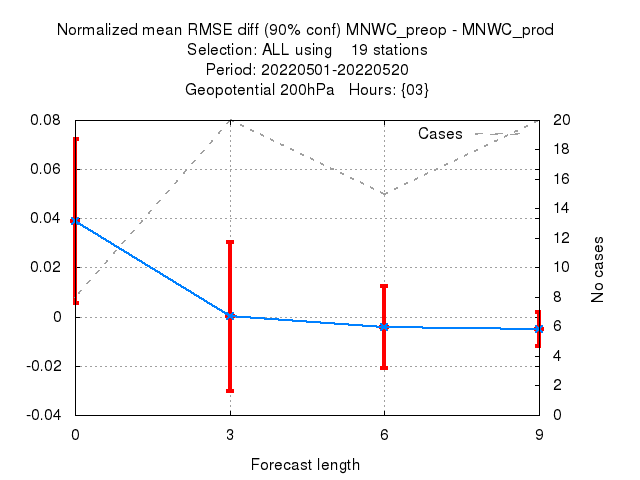 Normalized mean RMSE diff (90% conf) MNWC_preop - MNWC_prod
Selection: ALL using    19 stations
Period: 20220501-20220520
Geopotential 200hPa   Hours: {03}
Cases
0.08
0.06
0.04
0.02
0
-0.02
-0.04
20
18
16
14
12
10
8
6
4
2
0
No cases
0 3 6 9
Forecast length